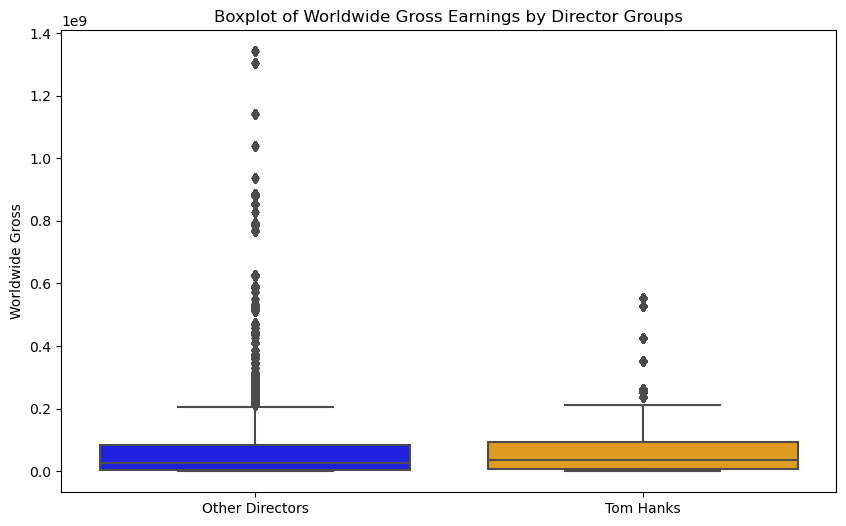 Boxplot of Worldwide Gross Earnings by Director Groups
1e9
1.4
1.2
1.0
0.8
0.6
0.4
0.2
0.0
Worldwide Gross
Other Directors
Tom Hanks